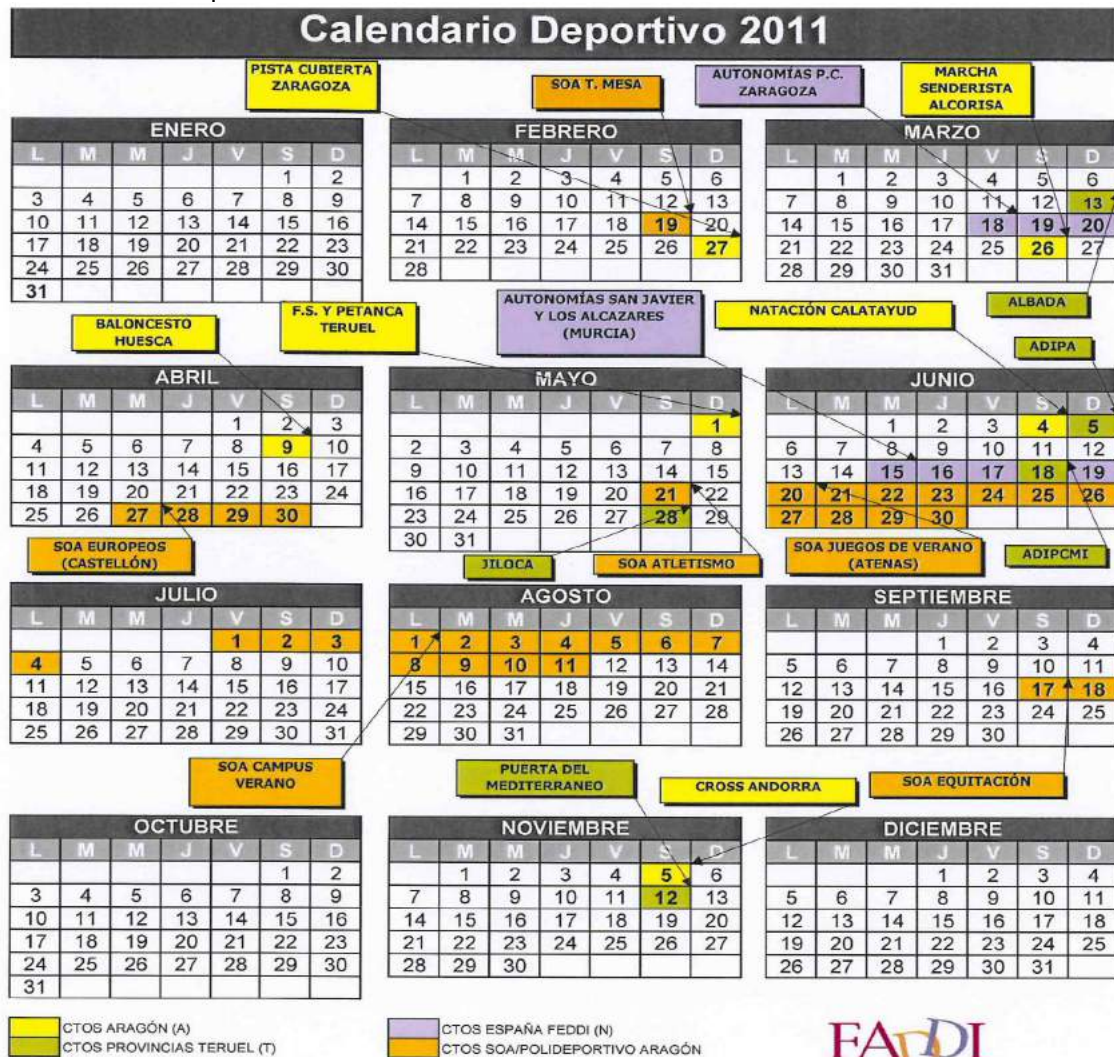 Calendario Deportivo 2011
PISTA CUBIERTA
ZARAGOZA
SOA T. MESA
AUTONOMÍAS P.C.
ZARAGOZA
MARCHA
SENDERISTA
ALCORISA
ENERO
L M M J V S D
1 2
3 4 5 6 7 8 9
10 11 12 13 14 15 16
17 18 19 20 21 22 23
24 25 26 27 28 29 30
31
FEBRERO
L M M J V S D
1 2 3 4 5 6
7 8 9 10 11 12 13
14 15 16 17 18 19 20
21 22 23 24 25 26 27
28
MARZO
L M M J V S D
1 2 3 4 5 6
7 8 9 10 11 12 13
14 15 16 17 18 19 20
21 22 23 24 25 26 27
28 29 30 31
BALONCESTO
HUESCA
F.S. Y PETANCA
TERUEL
AUTONOMÍAS SAN JAVIER
Y LOS ALCAZARES
(MURCIA)
NATACIÓN CALATAYUD
ALBADA
ADIPA
ABRIL
L M M J V S D
1 2 3
4 5 6 7 8 9 10
11 12 13 14 15 16 17
18 19 20 21 22 23 24
25 26 27 28 29 30
MAYO
L M M J V S D
1
2 3 4 5 6 7 8
9 10 11 12 13 14 15
16 17 18 19 20 21 22
23 24 25 26 27 28 29
30 31
JUNIO
L M M J V S D
1 2 3 4 5
6 7 8 9 10 11 12
13 14 15 16 17 18 19
20 21 22 23 24 25 26
27 28 29 30
SOA EUROPEOS
(CASTELLÓN)
JILOCA
SOA ATLETISMO
SOA JUEGOS DE VERANO
(ATENAS)
ADIPCMI
JULIO
L M M J V S D
1 2 3
4 5 6 7 8 9 10
11 12 13 14 15 16 17
18 19 20 21 22 23 24
25 26 27 28 29 30 31
AGOSTO
L M M J V S D
1 2 3 4 5 6 7
8 9 10 11 12 13 14
15 16 17 18 19 20 21
22 23 24 25 26 27 28
29 30 31
SEPTIEMBRE
L M M J V S D
1 2 3 4
5 6 7 8 9 10 11
12 13 14 15 16 17 18
19 20 21 22 23 24 25
26 27 28 29 30
SOA CAMPUS
VERANO
PUERTA DEL
MEDITERRANEO
CROSS ANDORRA
SOA EQUITACIÓN
OCTUBRE
L M M J V S D
1 2
3 4 5 6 7 8 9
10 11 12 13 14 15 16
17 18 19 20 21 22 23
24 25 26 27 28 29 30
31
NOVIEMBRE
L M M J V S D
1 2 3 4 5 6
7 8 9 10 11 12 13
14 15 16 17 18 19 20
21 22 23 24 25 26 27
28 29 30
DICIEMBRE
L M M J V S D
1 2 3 4
5 6 7 8 9 10 11
12 13 14 15 16 17 18
19 20 21 22 23 24 25
26 27 28 29 30 31
CTOS ARAGÓN (A)
CTOS PROVINCIAS TERUEL (T)
CTOS ESPAÑA FEDDI (N)
CTOS SOA/POLIDEPORTIVO ARAGÓN
FAnDI